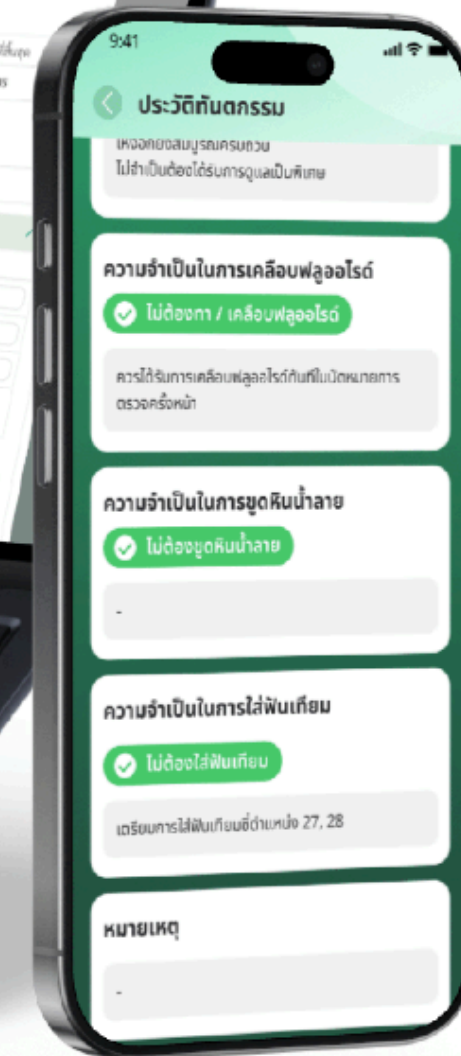 9:41
ประวัติทันตกรรม
ไม่จำเป็นต้องได้รับการดูแลเป็นพิเศษ
ความจำเป็นในการเคลือบฟลูออไรด์
ไม่ต้องทา / เคลือบฟลูออไรด์
ควรได้รับการเคลือบฟลูออไรด์ทันทีในนัดหมายการ
ตรวจครั้งหน้า
ความจำเป็นในการขูดหินน้ำลาย
ไม่ต้องขูดหินน้ำลาย
-
ความจำเป็นในการใส่ฟันเทียม
ไม่ต้องใส่ฟันเทียม
เตรียมการใส่ฟันเทียมซี่ตำแหน่ง 27, 28
หมายเหตุ
-